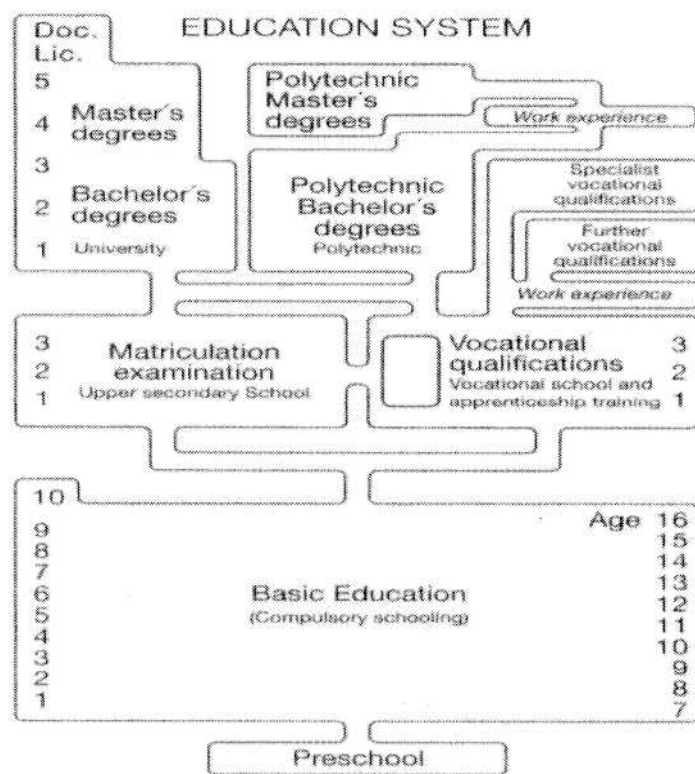 EDUCATION SYSTEM
Doc.
Lic.
5
4
3
2
1
Master´s
degrees
Bachelor´s
degrees
University
Polytechnic
Master´s
degrees
Work experience
Polytechnic
Bachelor´s
degrees
Polytechnic
Specialist
vocational
qualifications
Further
vocational
qualifications
Work experience
3
2
1
Matriculation
examination
Upper secondary School
Vocational
qualifications
Vocational school and
apprenticeship training
3
2
1
10
9
8
7
6
5
4
3
2
1
Basic Education
(Compulsory schooling)
Age 16
15
14
13
12
11
10
9
8
7
Preschool